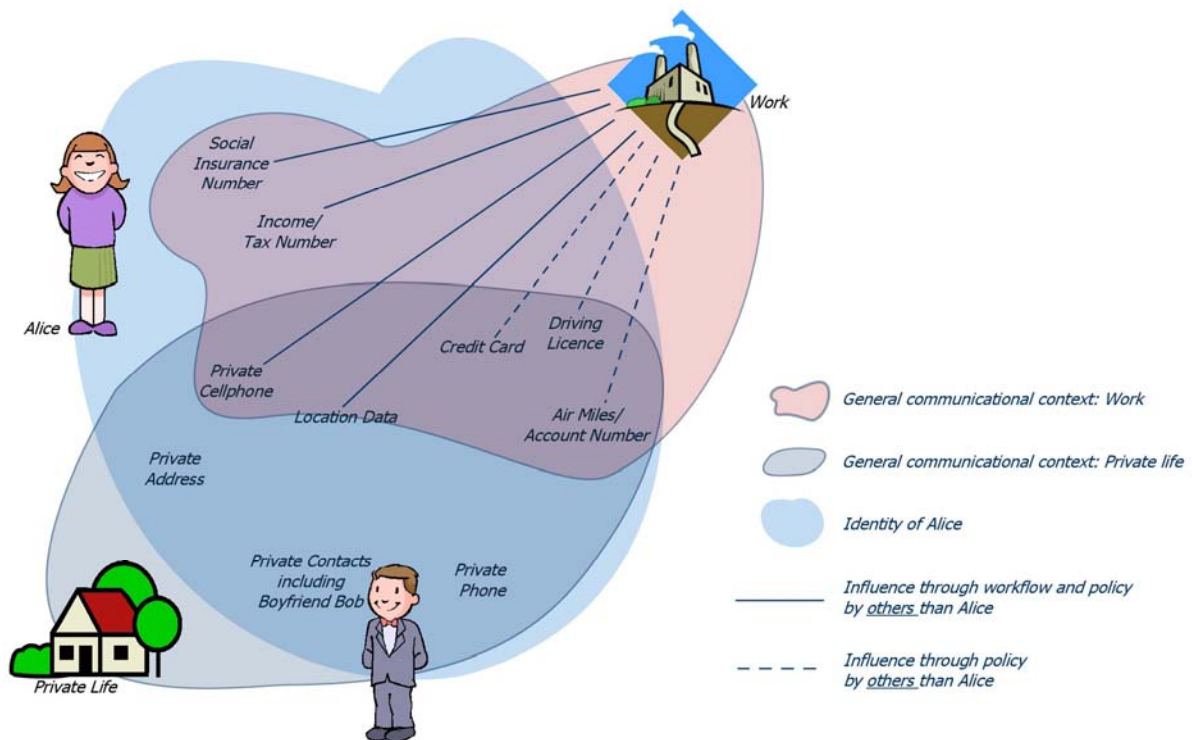 Work
Social
Insurance
Number
Income/
Tax Number
Alice
Credit Card
Driving
Licence
Private
Cellphone
Location Data
Air Miles/
Account Number
Private
Address
Private Contacts
including
Boyfriend Bob
Private
Phone
Private Life
General communicational context: Work
General communicational context: Private life
Identity of Alice
Influence through workflow and policy
by others than Alice
Influence through policy
by others than Alice